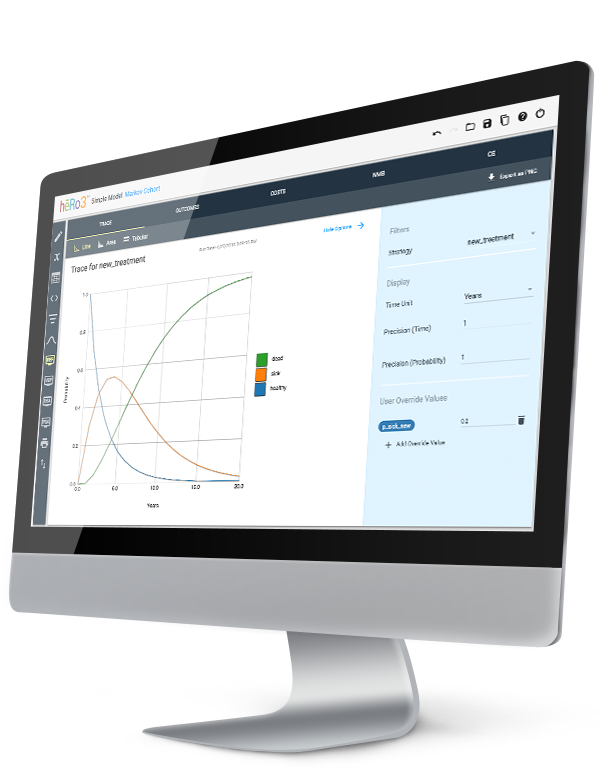 hēRo3™ Simple Model Markov Cohort
TRACE OUTCOMES COSTS NMB CE
Line Area Tabular
Export as PNG
Hide Options
Trace for new_treatment
1.0
0.8
0.6
0.4
0.2
0.0
Probability
0.0 5.0 10.0 15.0 20.0
Years
dead
sick
healthy
Filters
Strategy new_treatment
Display
Time Unit Years
Precision (Time) 1
Precision (Probability) 1
User Override Values
p_sick_new 0.2
Add Override Value